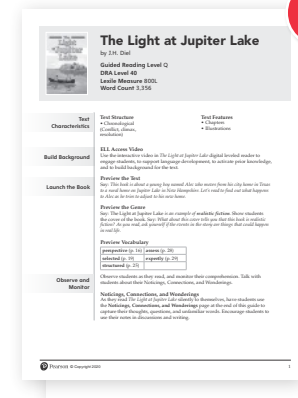 The Light at Jupiter Lake
by J.H. Diel
Guided Reading Level Q
DRA Level 40
Lexile Measure 800L
Word Count 3,356
The Light
at Jupiter
Lake
Text
Characteristics
Text Structure
• Chronological
(Conflict, climax,
resolution)
Text Features
• Chapters
• Illustrations
Build Background
ELL Access Video
Use the interactive video in The Light at Jupiter Lake digital leveled reader to
engage students, to support language development, to activate prior knowledge,
and to build background for the text.
Launch the Book
Preview the Text
Say: This book is about a young boy named Alec who moves from his city home in Texas
to a rural home on Jupiter Lake in New Hampshire. Let's read to find out what happens
to Alec as he tries to adjust to his new home.
Preview the Genre
Say: The Light at Jupiter Lake is an example of realistic fiction. Show students
the cover of the book. Say: What about this cover tells you that this book is realistic
fiction? As you read, ask yourself if the events in the story are things that could happen
in real life.
Preview Vocabulary
perspective (p. 16) assess (p. 28)
selected (p. 19) expertly (p. 29)
structured (p. 25)
Observe and
Monitor
Observe students as they read, and monitor their comprehension. Talk with
students about their Noticings, Connections, and Wonderings.
Noticings, Connections, and Wonderings
As they read The Light at Jupiter Lake silently to themselves, have students use
the Noticings, Connections, and Wonderings page at the end of this guide to
capture their thoughts, questions, and unfamiliar words. Encourage students to
use their notes in discussions and writing.
Pearson © Copyright
1